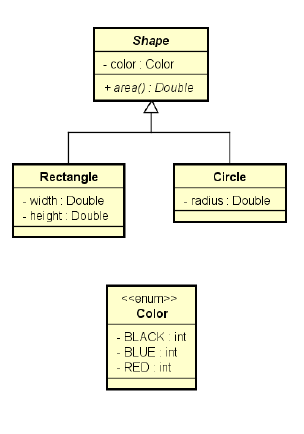 Shape
- color : Color
+ area() : Double
Rectangle
- width : Double
- height : Double
Circle
- radius : Double
<<enum>>
Color
- BLACK : int
- BLUE : int
- RED : int